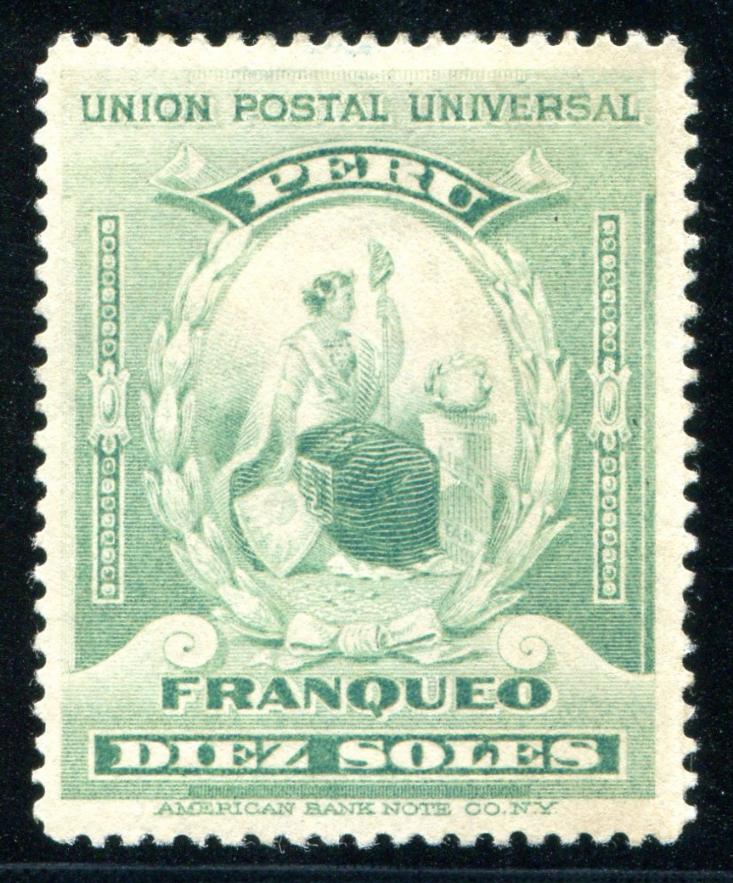 UNION POSTAL UNIVERSAL
PERU
FRANQUEO
DIEZ SOLES
AMERICAN BANK NOTE CO. N.Y.